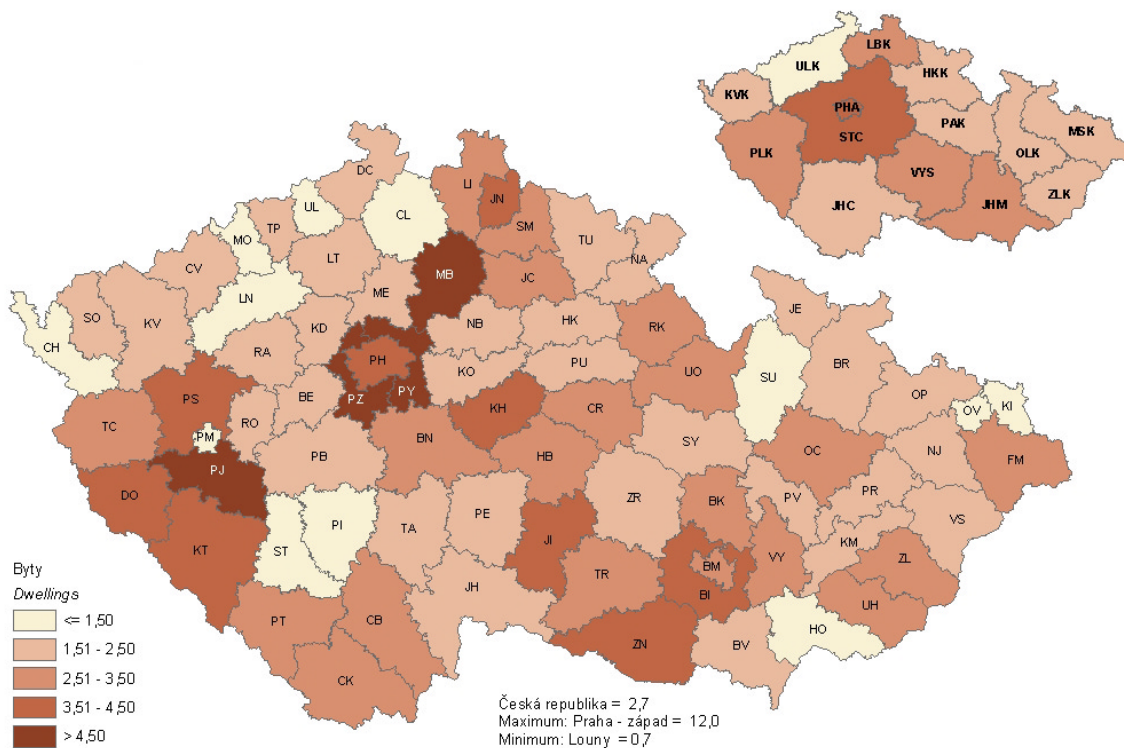 LBK
ULK
HKK
KVK
PHA
STC
PAK
MSK
PLK
OLK
VYS
JHC
JHM
ZLK
DC
LI
JN
UL
CL
SM
MO
TP
TU
CV
LT
MB
NA
JC
LN
ME
SO
KV
KD
NB
HK
JE
CH
RA
PH
RK
KO
PU
SU
BR
PS
BE
PZ
PY
UO
OP
TC
RO
KH
CR
OV
KI
PM
BN
PB
HB
SY
OC
NJ
FM
PJ
DO
ZR
BK
PV
PR
KT
ST
PI
TA
PE
JI
VS
TR
BM
VY
KM
ZL
JH
BI
PT
CB
UH
HO
ZN
BV
CK
Byty
Dwellings
<= 1,50
1,51 - 2,50
2,51 - 3,50
3,51 - 4,50
> 4,50
Česká republika = 2,7
Maximum: Praha - západ = 12,0
Minimum: Louny = 0,7